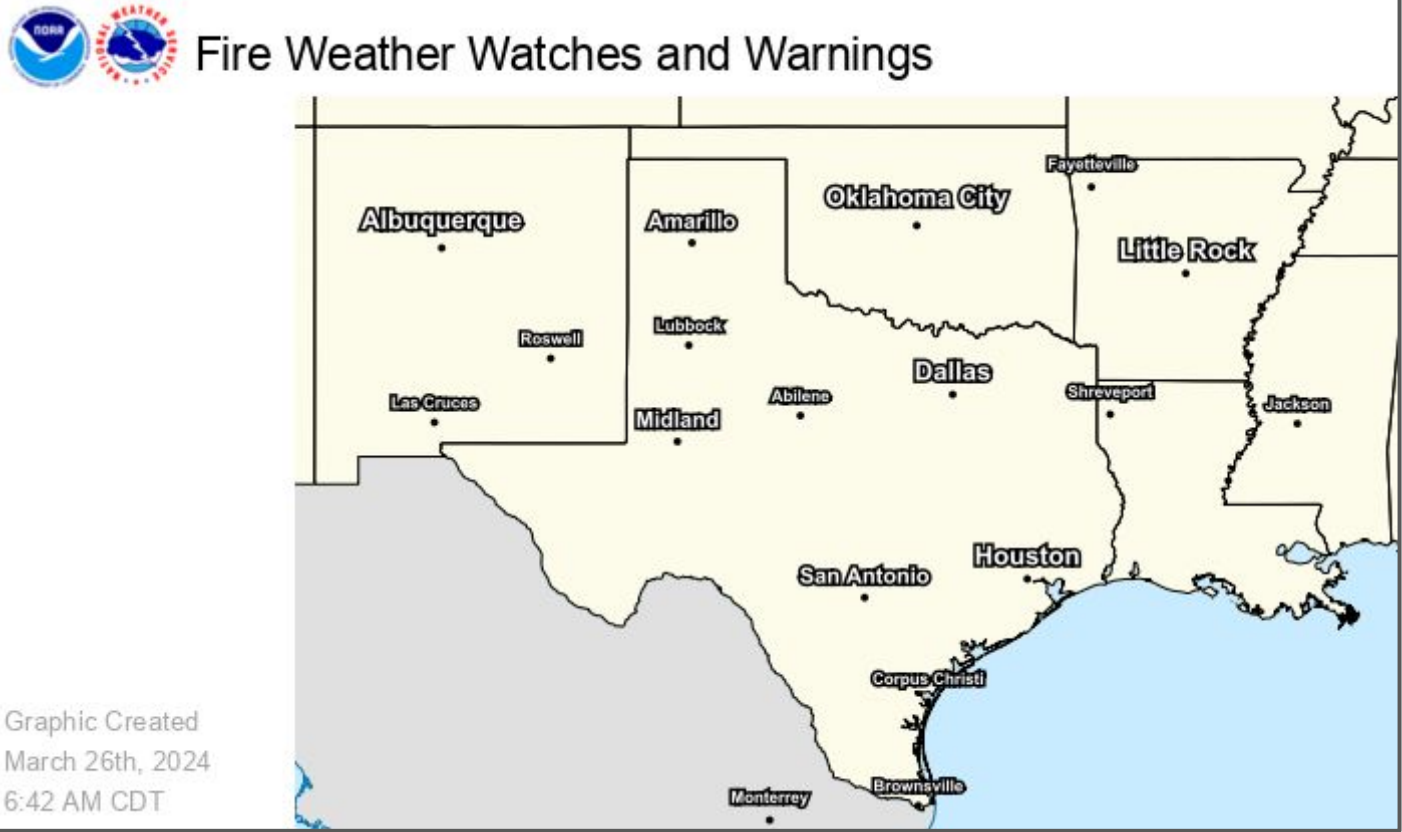 NOAA
NATIONAL WEATHER SERVICE
Fire Weather Watches and Warnings
Fayetteville
Oklahoma City
Albuquerque
Amarillo
Little Rock
Lubbock
Roswell
Dallas
Shreveport
Abilene
Las Cruces
Jackson
Midland
Houston
San Antonio
Corpus Christi
Graphic Created
March 26th, 2024
6:42 AM CDT
Brownsville
Monterrey